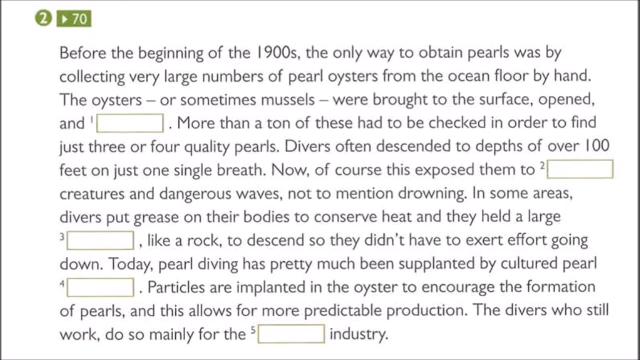 2 ▶ 70
Before the beginning of the 1900s, the only way to obtain pearls was by
collecting very large numbers of pearl oysters from the ocean floor by hand.
The oysters – or sometimes mussels – were brought to the surface, opened,
and 1 . More than a ton of these had to be checked in order to find
just three or four quality pearls. Divers often descended to depths of over 100
feet on just one single breath. Now, of course this exposed them to 2
creatures and dangerous waves, not to mention drowning. In some areas,
divers put grease on their bodies to conserve heat and they held a large
3 , like a rock, to descend so they didn't have to exert effort going
down. Today, pearl diving has pretty much been supplanted by cultured pearl
4 . Particles are implanted in the oyster to encourage the formation
of pearls, and this allows for more predictable production. The divers who still
work, do so mainly for the 5 industry.